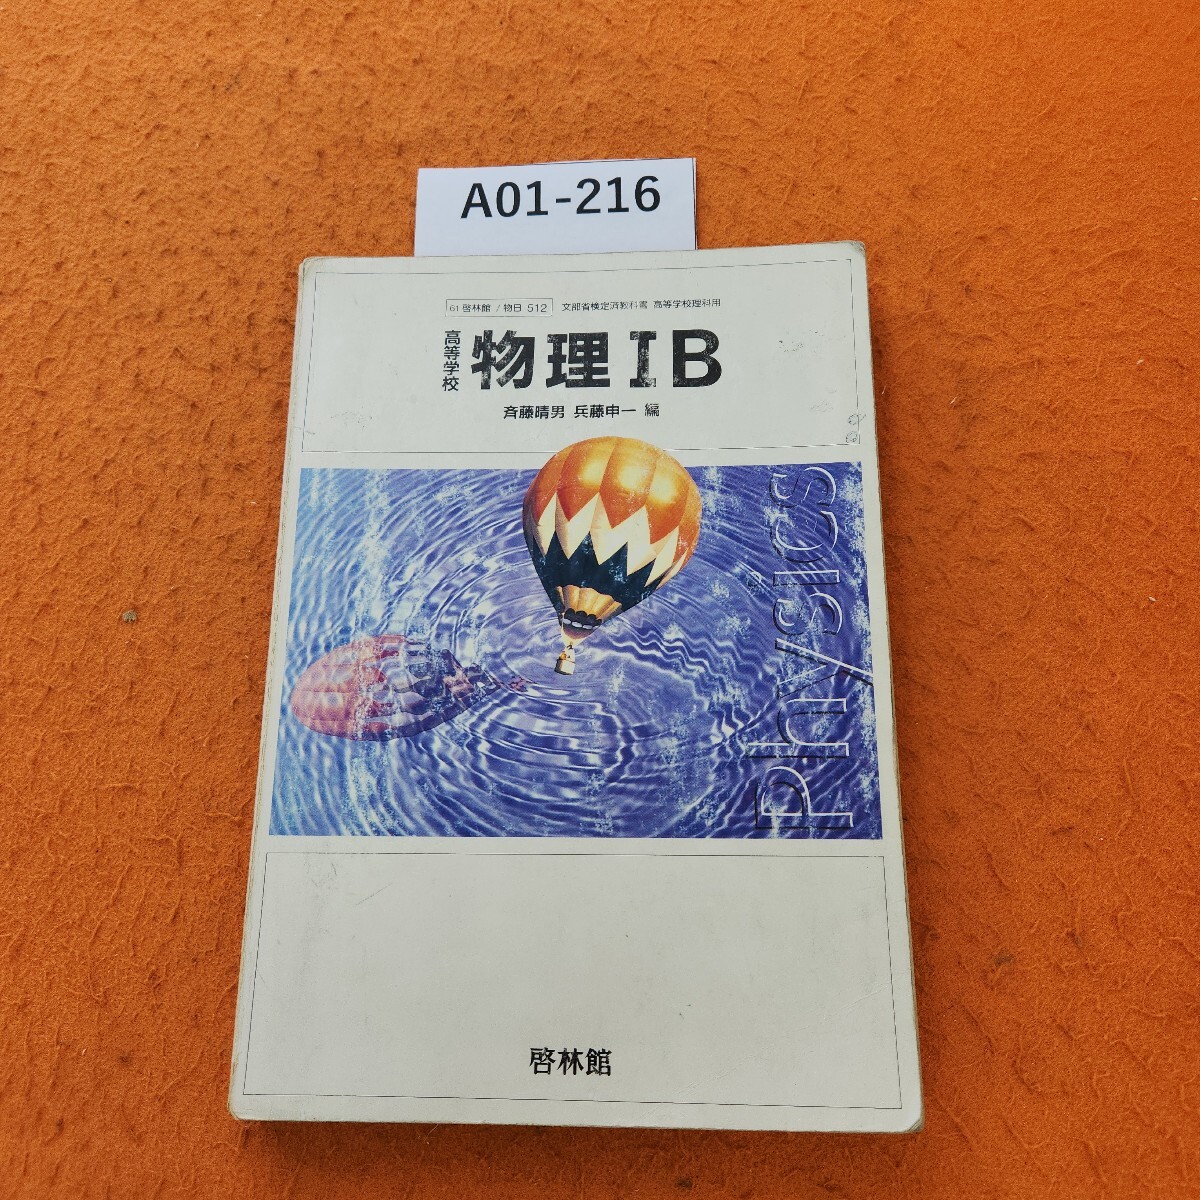 A01-216
61 啓林館 / 物B 512 文部省検定済教科書 高等学校理科用
高等学校 物理ⅠB
斉藤晴男 兵藤申一 編
Physics
啓林館